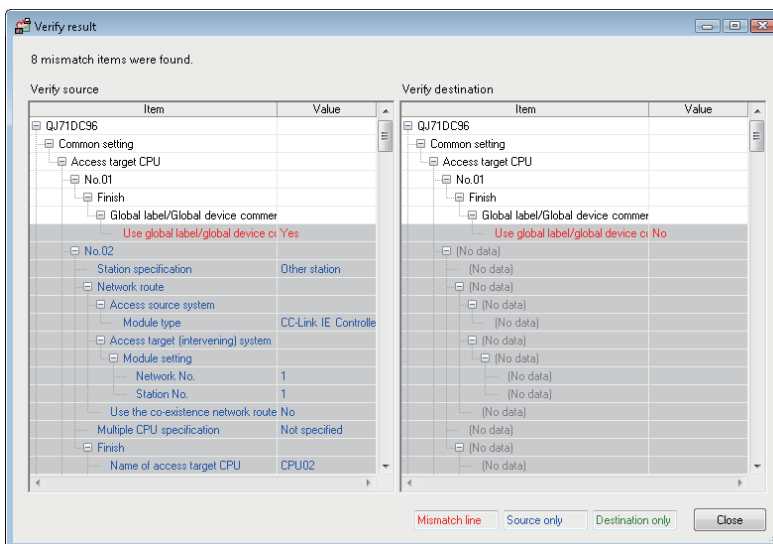 Verify result
8 mismatch items were found.
Verify source
Verify destination
Item Value Item Value
QJ71DC96 QJ71DC96
Common setting Common setting
Access target CPU Access target CPU
No.01 No.01
Finish Finish
Global label/Global device commer Global label/Global device commer
Use global label/global device co Yes Use global label/global device co No
No.02 (No data)
Station specification Other station (No data)
Network route (No data)
Access source system (No data)
Module type CC-Link IE Controlle (No data)
Access target (intervening) system (No data)
Module setting (No data)
Network No. 1 (No data)
Station No. 1 (No data)
Use the co-existence network route No (No data)
Multiple CPU specification Not specified (No data)
Finish (No data)
Name of access target CPU CPU02 (No data)
Mismatch line Source only Destination only Close